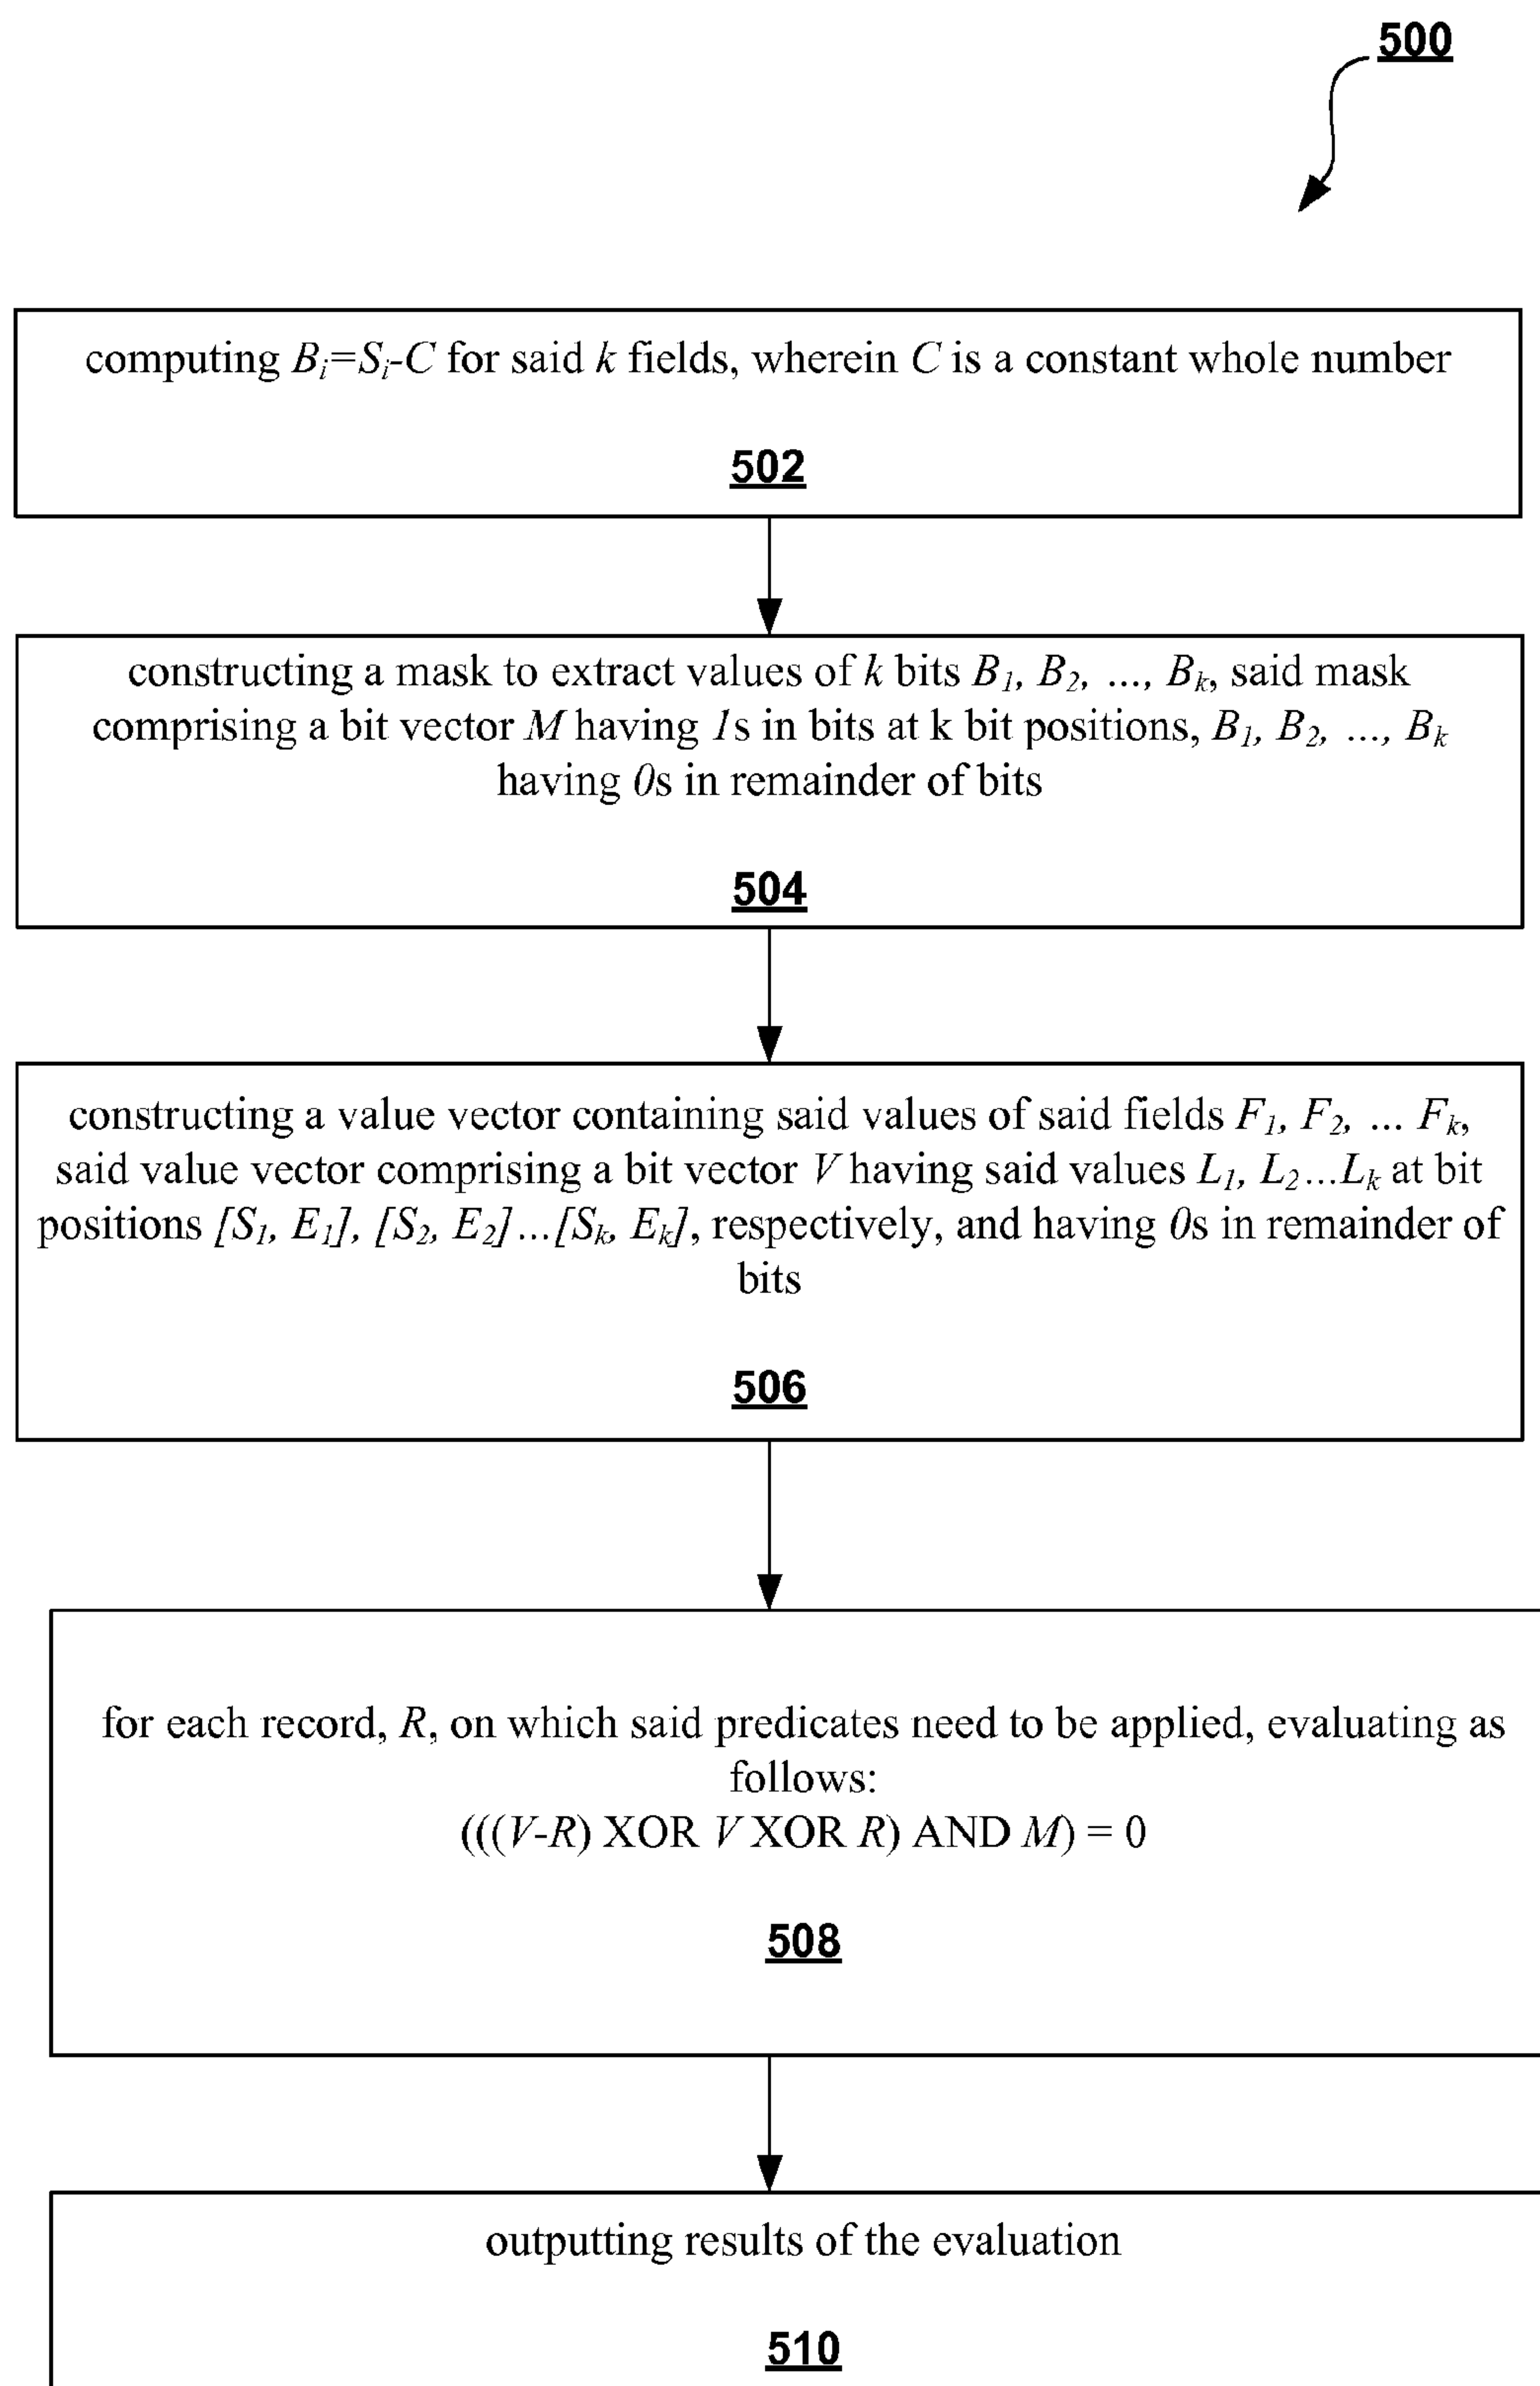 500
computing Bi=Si-C for said k fields, wherein C is a constant whole number
502
constructing a mask to extract values of k bits B1, B2, ..., Bk, said mask
comprising a bit vector M having 1s in bits at k bit positions, B1, B2, ..., Bk
having 0s in remainder of bits
504
constructing a value vector containing said values of said fields F1, F2, ... Fk,
said value vector comprising a bit vector V having said values L1, L2...Lk at bit
positions [S1, E1], [S2, E2]...[Sk, Ek], respectively, and having 0s in remainder of
bits
506
for each record, R, on which said predicates need to be applied, evaluating as
follows:
(((V-R) XOR V XOR R) AND M) = 0
508
outputting results of the evaluation
510